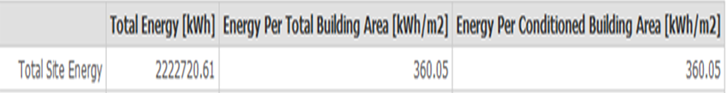 Total Energy [kWh] Energy Per Total Building Area [kWh/m2] Energy Per Conditioned Building Area [kWh/m2]
Total Site Energy 2222720.61 360.05 360.05